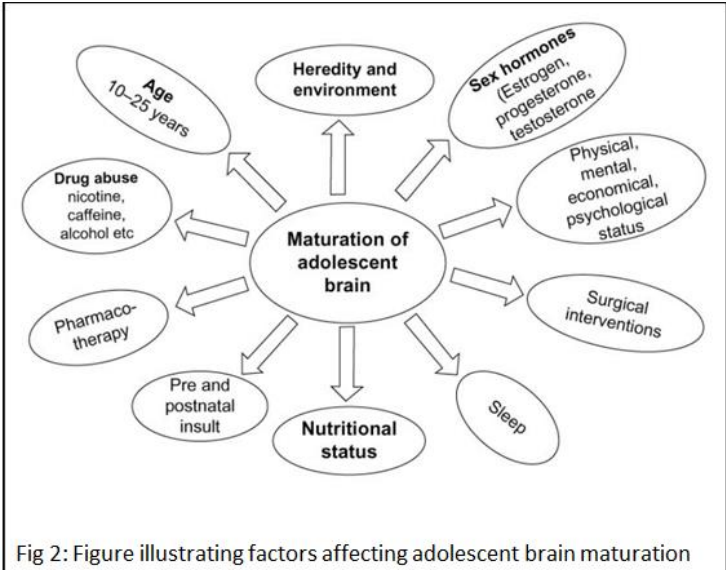 Heredity and
environment
Sex hormones
(Estrogen,
progesterone,
testosterone
Age
10–25 years
Physical,
mental,
economical,
psychological
status
Drug abuse
nicotine,
caffeine,
alcohol etc
Maturation of
adolescent
brain
Surgical
interventions
Pharmaco-
therapy
Pre and
postnatal
insult
Nutritional
status
Sleep
Fig 2: Figure illustrating factors affecting adolescent brain maturation